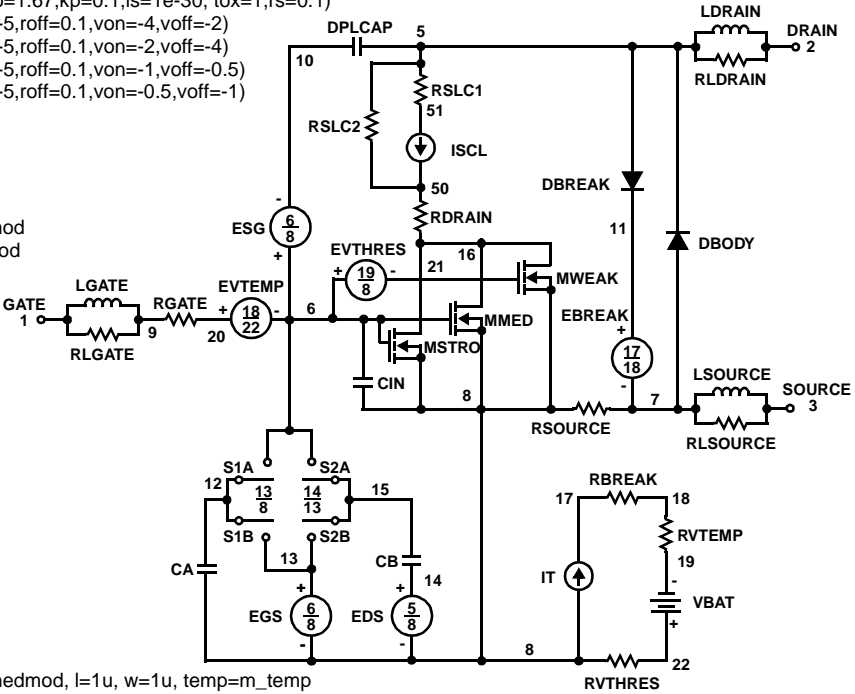 p=1.67,kp=0.1,is=1e-30, tox=1,rs=0.1)
-5,roff=0.1,von=-4,voff=-2)
-5,roff=0.1,von=-2,voff=-4)
-5,roff=0.1,von=-1,voff=-0.5)
-5,roff=0.1,von=-0.5,voff=-1)
LDRAIN
DPLCAP 5 DRAIN
10 2
RLDRAIN
RSLC1
51
RSLC2
ISCL
50
DBREAK
RDRAIN
nod
od
ESG 6 8
- +
11
DBODY
EVTHRES
+ 19 8 -
21
16
MWEAK
LGATE
EVTEMP
GATE
1
RGATE
+ 18 22 -
6
EBREAK
MMED
9
20
RLGATE
MSTRO
+ 17 18 -
CIN
LSOURCE
8
7
SOURCE
3
RSOURCE
RLSOURCE
S1A
S2A
12
13 8
14 13
15
S1B
S2B
13
CA
CB
14
RBREAK
17
18
RVTEMP
19
IT
-
VBAT
+
EGS + 6 8 -
EDS + 5 8 -
8
22
RVTHRES
nedmod, l=1u, w=1u, temp=m_temp